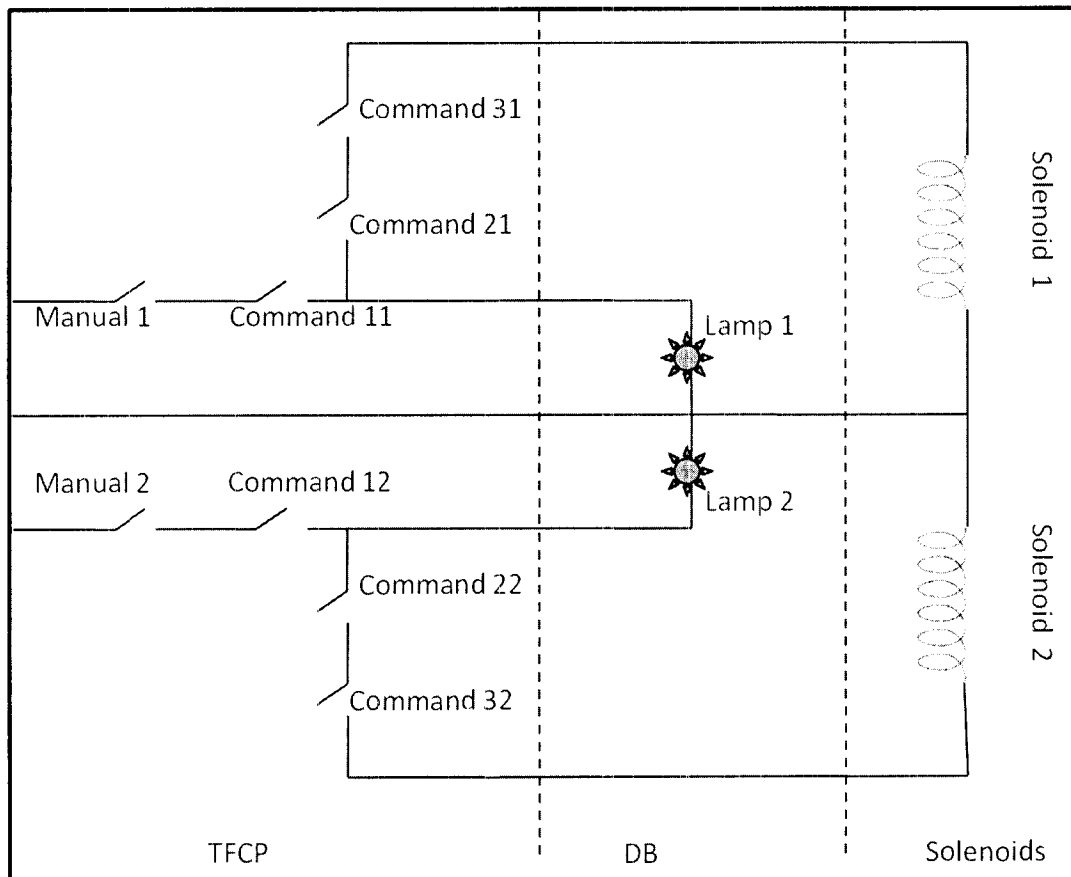 Command 31
Command 21
Solenoid 1
Manual 1
Command 11
Lamp 1
Manual 2
Command 12
Lamp 2
Solenoid 2
Command 22
Command 32
TFCP
DB
Solenoids